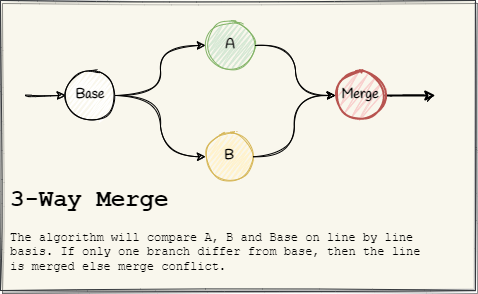 A
Base
Merge
B
3-Way Merge
The algorithm will compare A, B and Base on line by line
basis. If only one branch differ from base, then the line
is merged else merge conflict.